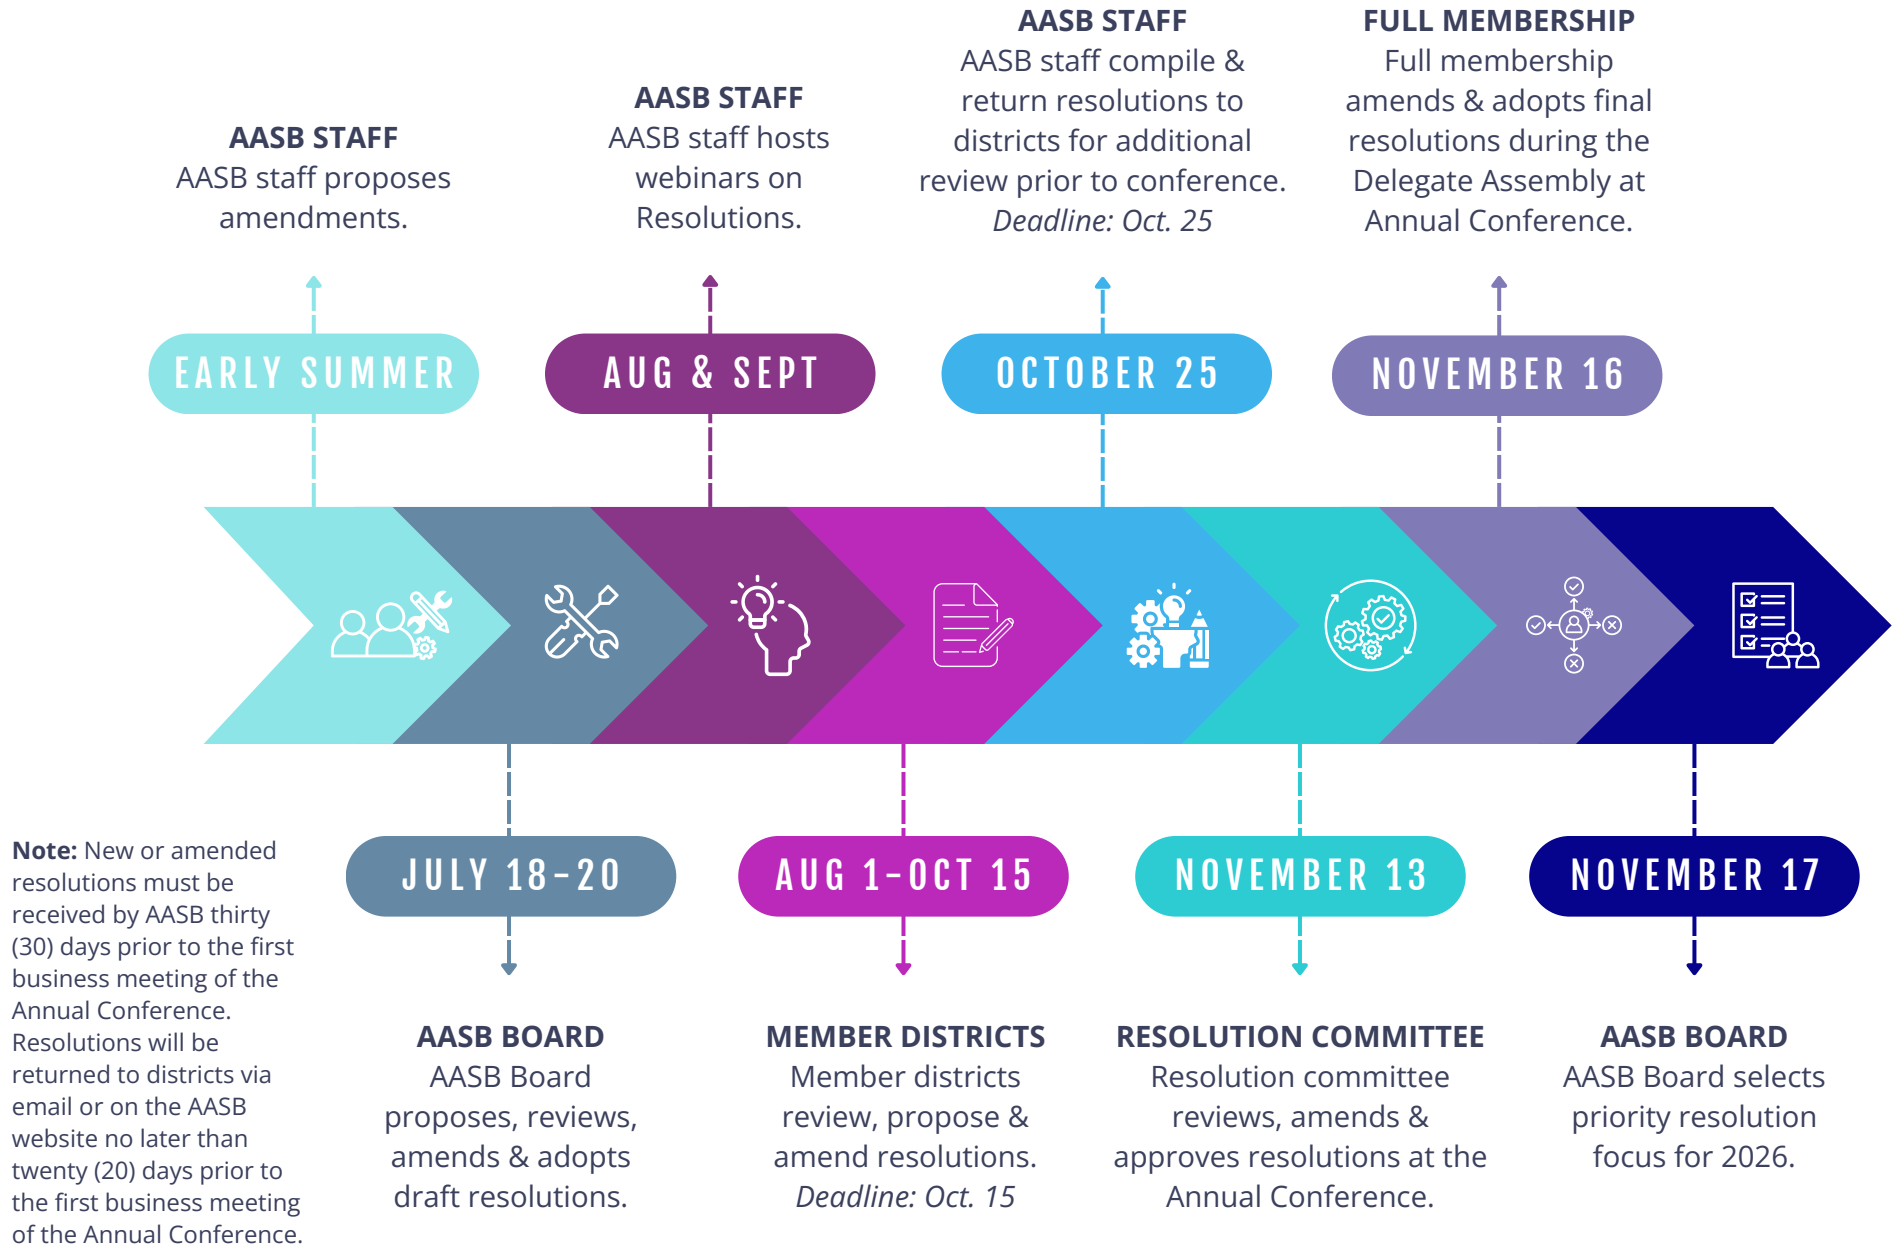 AASB STAFF
AASB staff proposes
amendments.
EARLY SUMMER
AASB STAFF
AASB staff hosts
webinars on
Resolutions.
AUG & SEPT
AASB STAFF
AASB staff compile &
return resolutions to
districts for additional
review prior to conference.
Deadline: Oct. 25
OCTOBER 25
FULL MEMBERSHIP
Full membership
amends & adopts final
resolutions during the
Delegate Assembly at
Annual Conference.
NOVEMBER 16
Note: New or amended
resolutions must be
received by AASB thirty
(30) days prior to the first
business meeting of the
Annual Conference.
Resolutions will be
returned to districts via
email or on the AASB
website no later than
twenty (20) days prior to
the first business meeting
of the Annual Conference.
JULY 18-20
AASB BOARD
AASB Board
proposes, reviews,
amends & adopts
draft resolutions.
AUG 1-OCT 15
MEMBER DISTRICTS
Member districts
review, propose &
amend resolutions.
Deadline: Oct. 15
NOVEMBER 13
RESOLUTION COMMITTEE
Resolution committee
reviews, amends &
approves resolutions at the
Annual Conference.
NOVEMBER 17
AASB BOARD
AASB Board selects
priority resolution
focus for 2026.